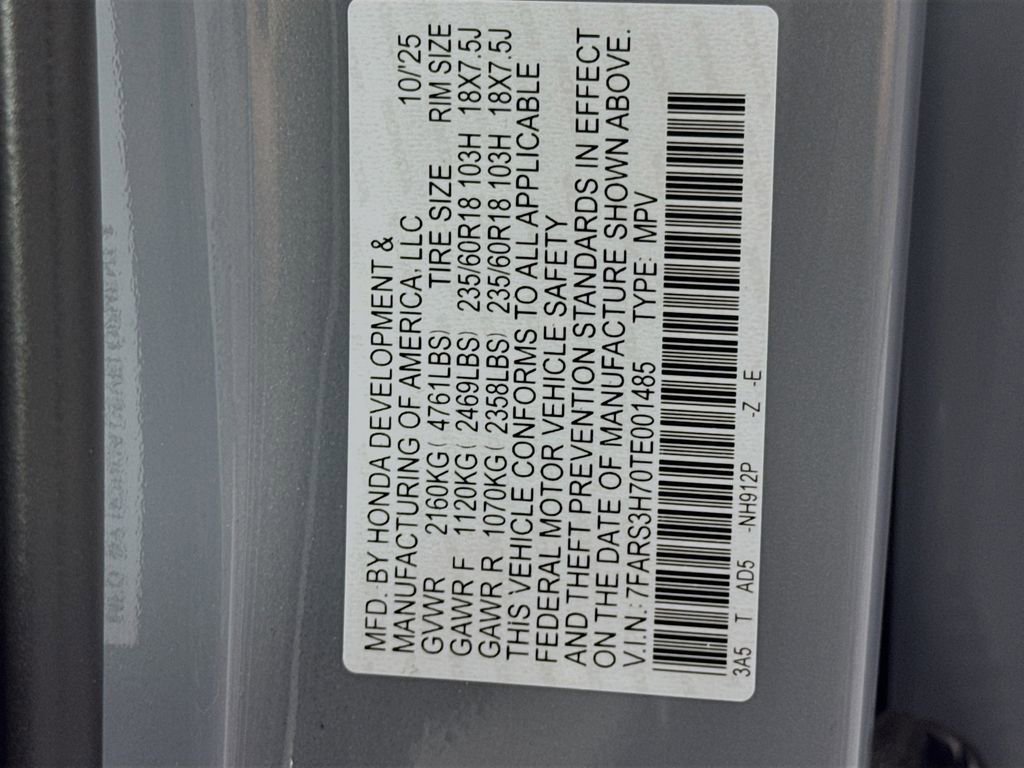 MFD. BY HONDA DEVELOPMENT &
MANUFACTURING OF AMERICA, LLC 10/'25
GVWR 2160KG( 4761LBS) TIRE SIZE RIM SIZE
GAWR F 1120KG( 2469LBS) 235/60R18 103H 18X7.5J
GAWR R 1070KG( 2358LBS) 235/60R18 103H 18X7.5J
THIS VEHICLE CONFORMS TO ALL APPLICABLE
FEDERAL MOTOR VEHICLE SAFETY
AND THEFT PREVENTION STANDARDS IN EFFECT
ON THE DATE OF MANUFACTURE SHOWN ABOVE.
V.I.N.: 7FARS3H70TE001485 TYPE: MPV
3A5 T AD5 -NH912P -Z -E